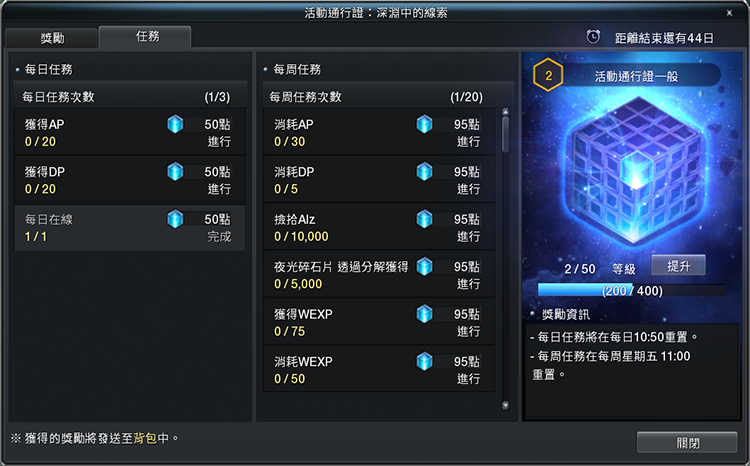 活動通行證：深淵中的線索
x
獎勵
任務
距離結束還有44日
• 每日任務
每日任務次數 (1/3)
獲得AP 50點
0 / 20 進行
獲得DP 50點
0 / 20 進行
每日在線 50點
1 / 1 完成
• 每周任務
每周任務次數 (1/20)
消耗AP 95點
0 / 30 進行
消耗DP 95點
0 / 5 進行
撿拾Alz 95點
0 / 10,000 進行
夜光碎石片 透過分解獲得 95點
0 / 5,000 進行
獲得WEXP 95點
0 / 75 進行
消耗WEXP 95點
0 / 50 進行
2 活動通行證一般
2 / 50 等級 提升
(200 / 400)
• 獎勵資訊
- 每日任務將在每日10:50重置。
- 每周任務在每周星期五 11:00
重置。
※ 獲得的獎勵將發送至背包中。
關閉